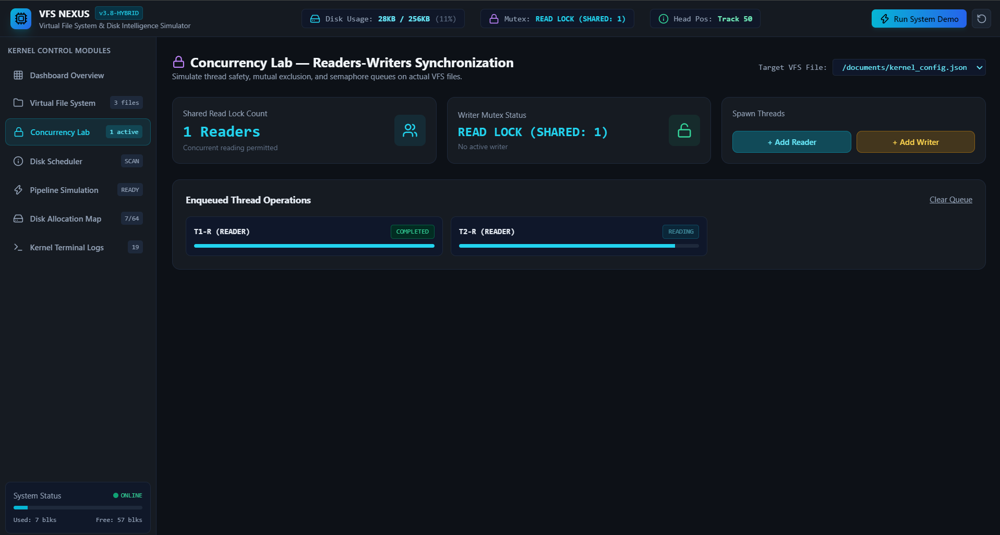 VFS NEXUS v3.8-HYBRID
Virtual File System & Disk Intelligence Simulator
Disk Usage: 28KB / 256KB (11%)
Mutex: READ LOCK (SHARED: 1)
Head Pos: Track 50
Run System Demo
KERNEL CONTROL MODULES
Dashboard Overview
Virtual File System 3 files
Concurrency Lab 1 active
Disk Scheduler SCAN
Pipeline Simulation READY
Disk Allocation Map 7/64
Kernel Terminal Logs 19
System Status ONLINE
Used: 7 blks Free: 57 blks
Concurrency Lab — Readers-Writers Synchronization
Simulate thread safety, mutual exclusion, and semaphore queues on actual VFS files.
Target VFS File: /documents/kernel_config.json
Shared Read Lock Count
1 Readers
Concurrent reading permitted
Writer Mutex Status
READ LOCK (SHARED: 1)
No active writer
Spawn Threads
+ Add Reader
+ Add Writer
Enqueued Thread Operations
Clear Queue
T1-R (READER) COMPLETED
T2-R (READER) READING